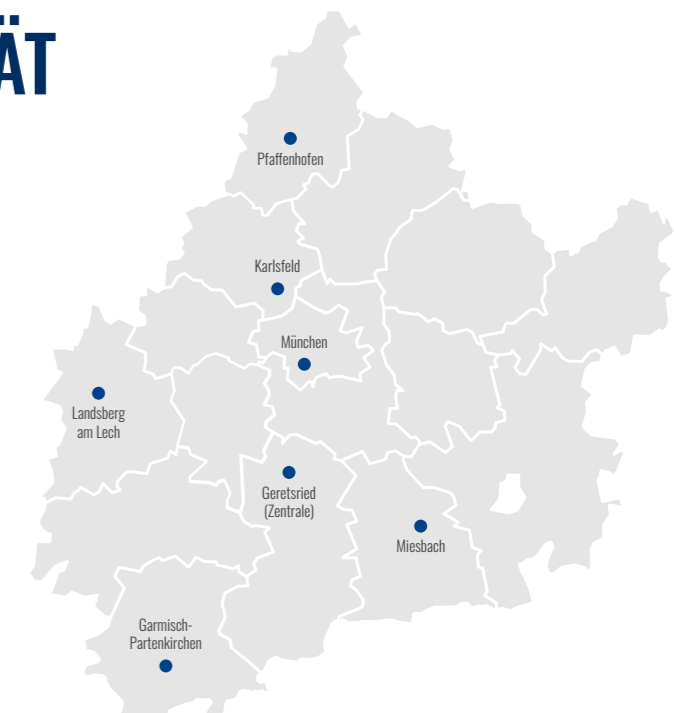 ÄT
Pfaffenhofen
Karlsfeld
München
Landsberg
am Lech
Geretsried
(Zentrale)
Miesbach
Garmisch-
Partenkirchen